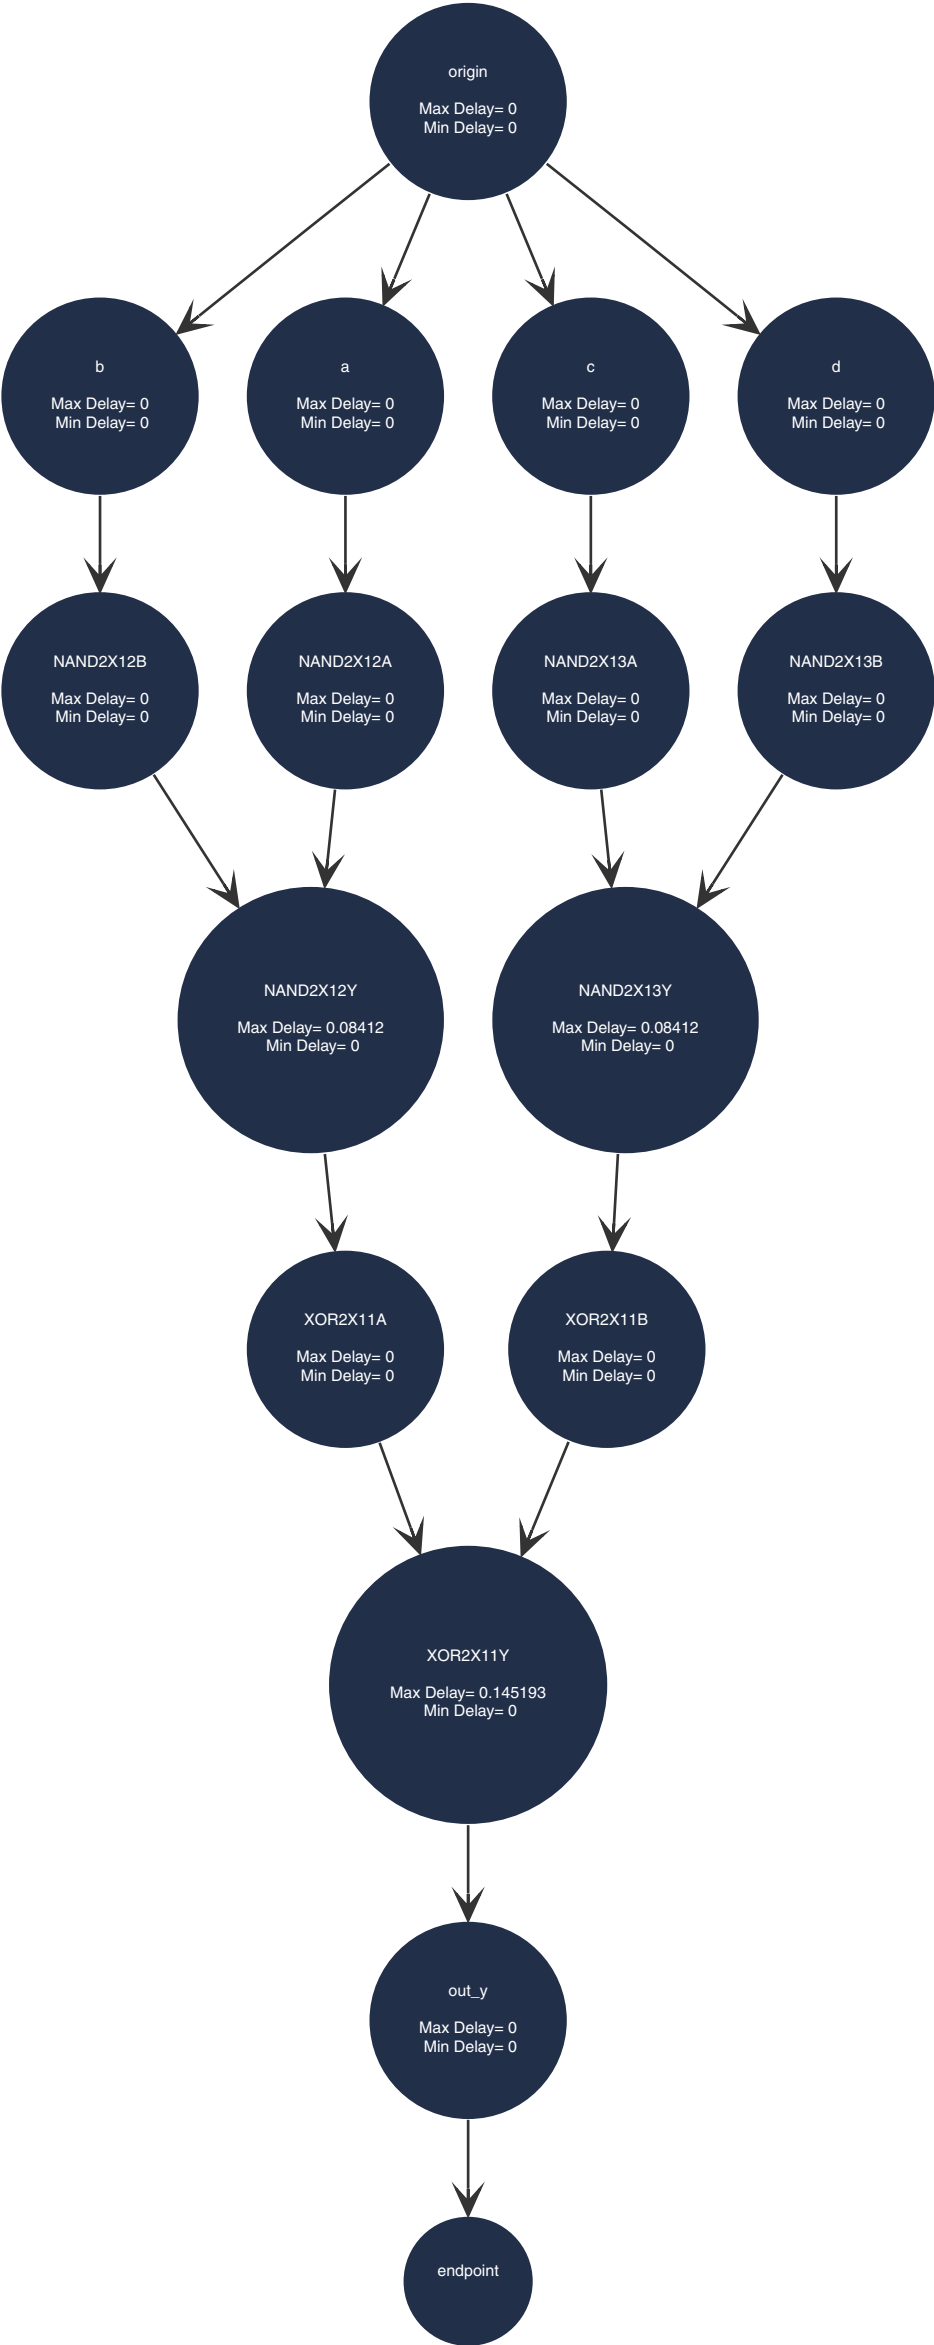 origin
Max Delay= 0
Min Delay= 0
b
Max Delay= 0
Min Delay= 0
a
Max Delay= 0
Min Delay= 0
c
Max Delay= 0
Min Delay= 0
d
Max Delay= 0
Min Delay= 0
NAND2X12B
Max Delay= 0
Min Delay= 0
NAND2X12A
Max Delay= 0
Min Delay= 0
NAND2X13A
Max Delay= 0
Min Delay= 0
NAND2X13B
Max Delay= 0
Min Delay= 0
NAND2X12Y
Max Delay= 0.08412
Min Delay= 0
NAND2X13Y
Max Delay= 0.08412
Min Delay= 0
XOR2X11A
Max Delay= 0
Min Delay= 0
XOR2X11B
Max Delay= 0
Min Delay= 0
XOR2X11Y
Max Delay= 0.145193
Min Delay= 0
out_y
Max Delay= 0
Min Delay= 0
endpoint